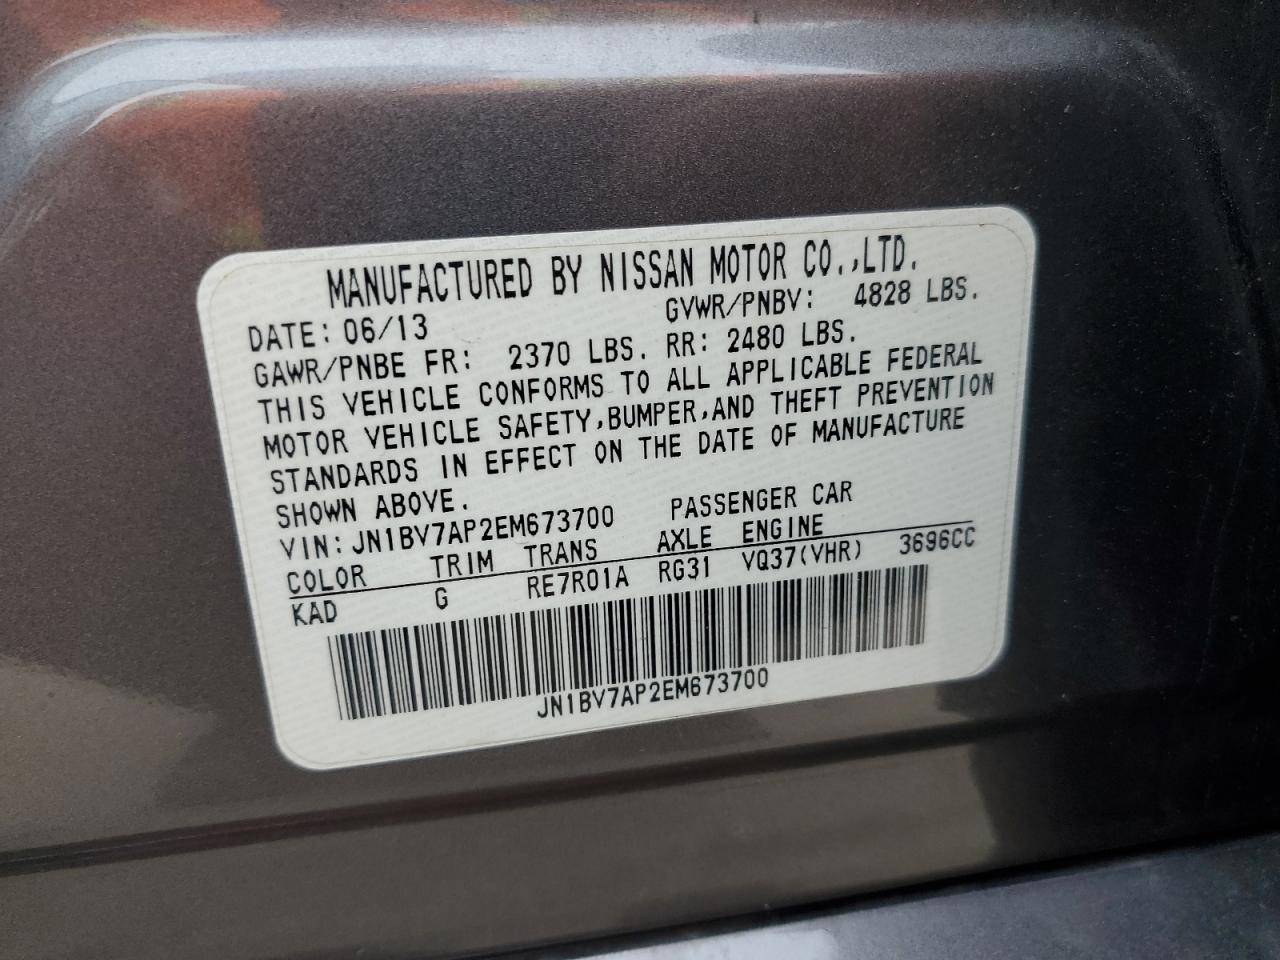 MANUFACTURED BY NISSAN MOTOR CO.,LTD.
DATE: 06/13 GVWR/PNBV: 4828 LBS.
GAWR/PNBE FR: 2370 LBS. RR: 2480 LBS.
THIS VEHICLE CONFORMS TO ALL APPLICABLE FEDERAL
MOTOR VEHICLE SAFETY,BUMPER,AND THEFT PREVENTION
STANDARDS IN EFFECT ON THE DATE OF MANUFACTURE
SHOWN ABOVE.
VIN: JN1BV7AP2EM673700 PASSENGER CAR
COLOR TRIM TRANS AXLE ENGINE
KAD G RE7R01A RG31 VQ37(VHR) 3696CC
JN1BV7AP2EM673700